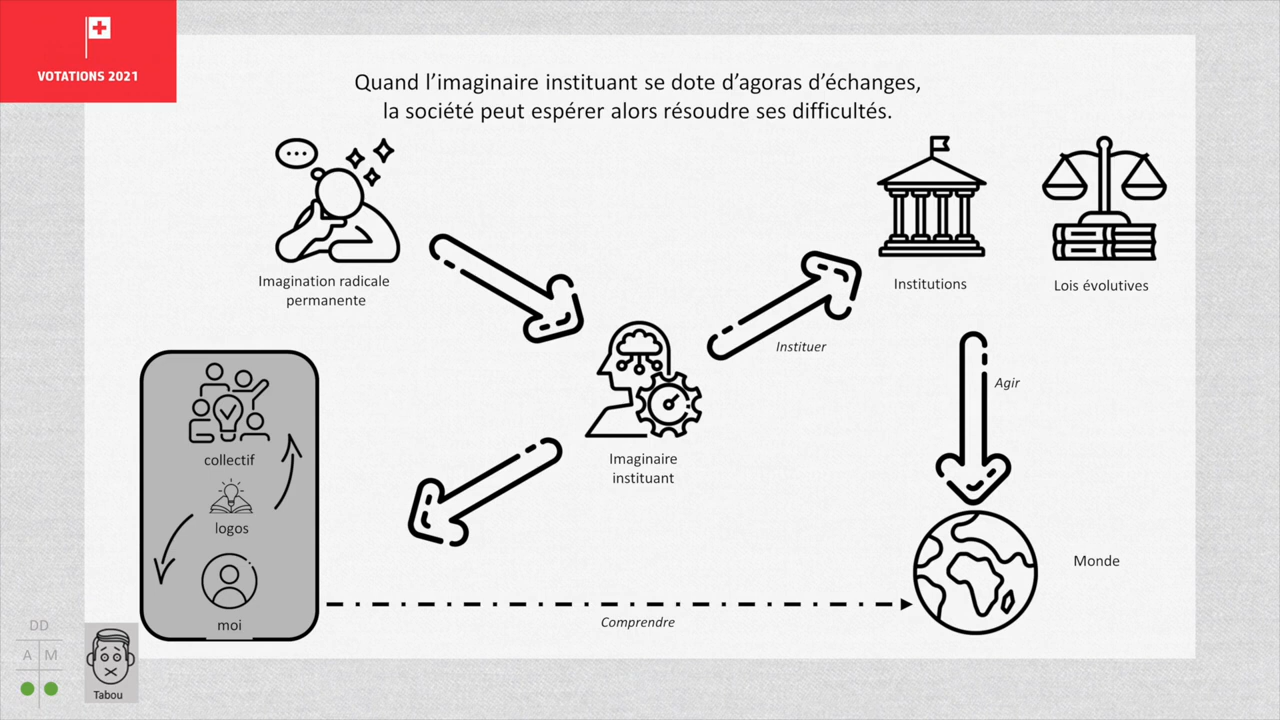 VOTATIONS 2021
Quand l’imaginaire instituant se dote d’agoras d’échanges,
la société peut espérer alors résoudre ses difficultés.
Imagination radicale
permanente
Institutions
Lois évolutives
Instituer
Agir
Imaginaire
instituant
collectif
logos
moi
Monde
Comprendre
DD
A M
Tabou